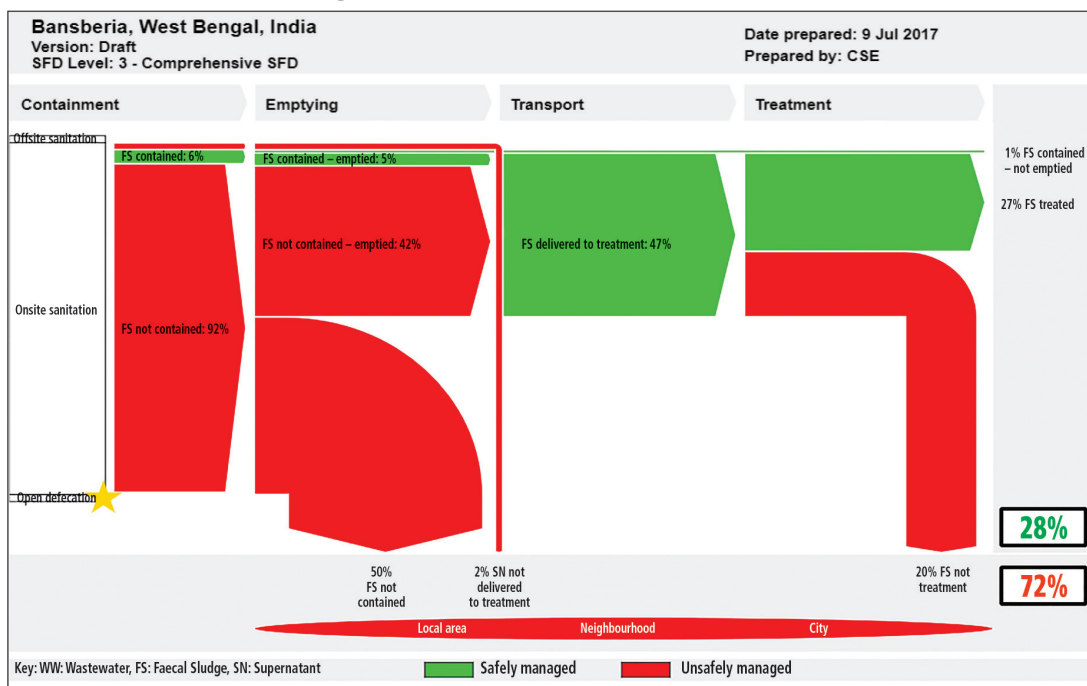 Bansberia, West Bengal, India
Version: Draft
SFD Level: 3 - Comprehensive SFD
Date prepared: 9 Jul 2017
Prepared by: CSE
Containment
Emptying
Transport
Treatment
Offsite sanitation
FS contained: 6%
FS contained – emptied: 5%
1% FS contained
– not emptied
27% FS treated
FS not contained – emptied: 42%
FS delivered to treatment: 47%
Onsite sanitation
FS not contained: 92%
Open defecation
28%
50%
FS not
contained
2% SN not
delivered
to treatment
20% FS not
treatment
72%
Local area
Neighbourhood
City
Key: WW: Wastewater, FS: Faecal Sludge, SN: Supernatant
Safely managed
Unsafely managed